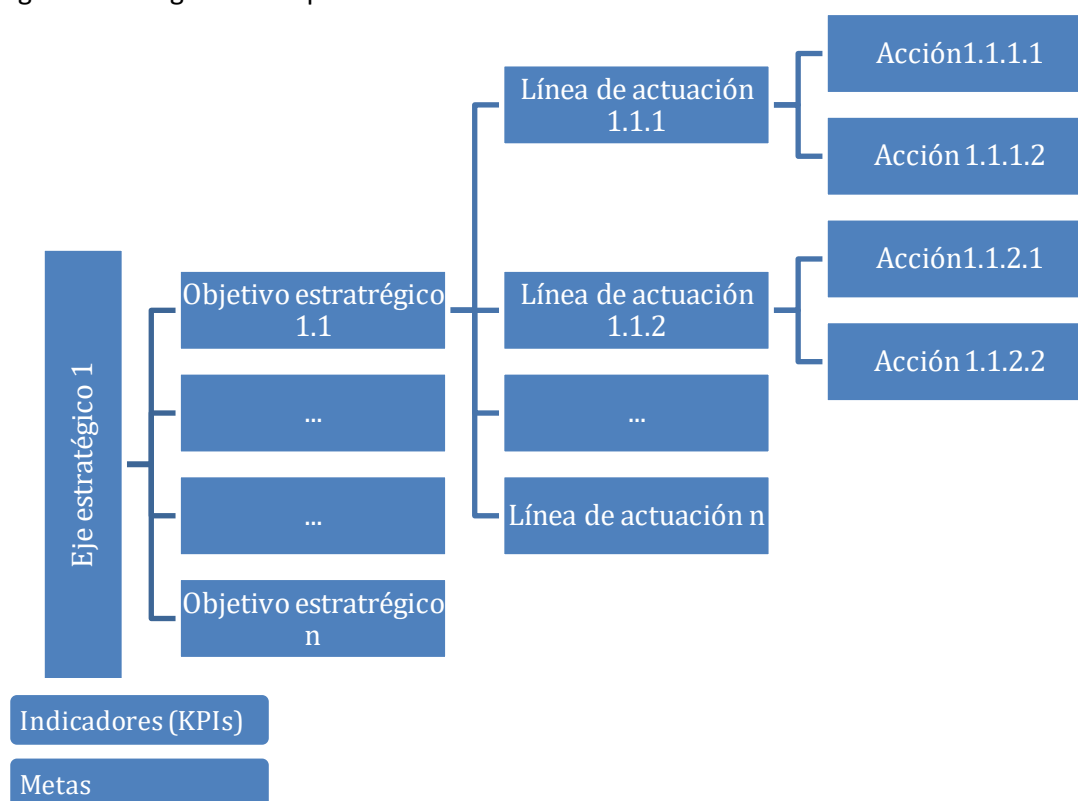 Acción1.1.1.1
Línea de actuación
1.1.1
Acción 1.1.1.2
Acción1.1.2.1
Objetivo estratrégico
1.1
Línea de actuación
1.1.2
Acción 1.1.2.2
Eje estratégico 1
...
...
...
Línea de actuación n
Objetivo estratrégico
n
Indicadores (KPIs)
Metas